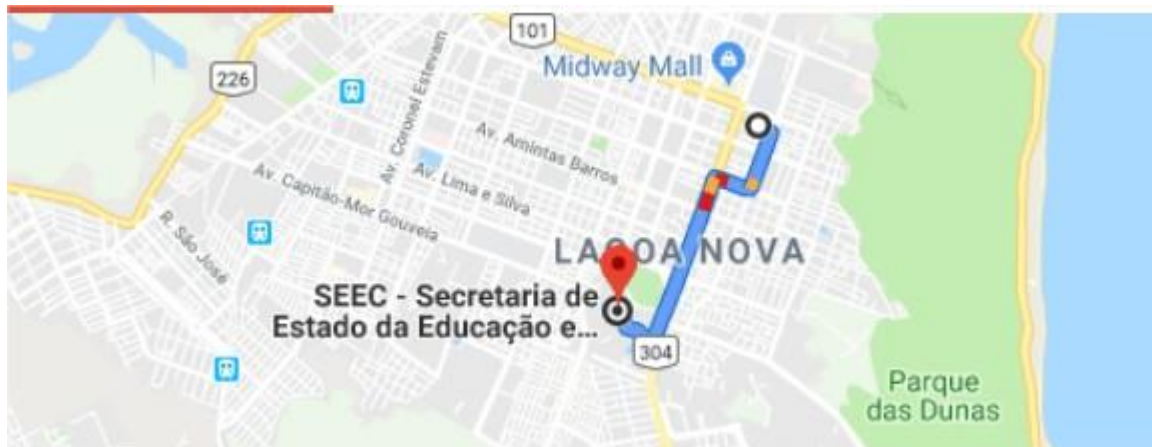 101
Midway Mall
226
Av. Coronel Estevam
Av. Amintas Barros
Av. Lima e Silva
Av. Capitão-Mor Gouveia
R. São José
LAGOA NOVA
SEEC - Secretaria de
Estado da Educação e...
304
Parque
das Dunas